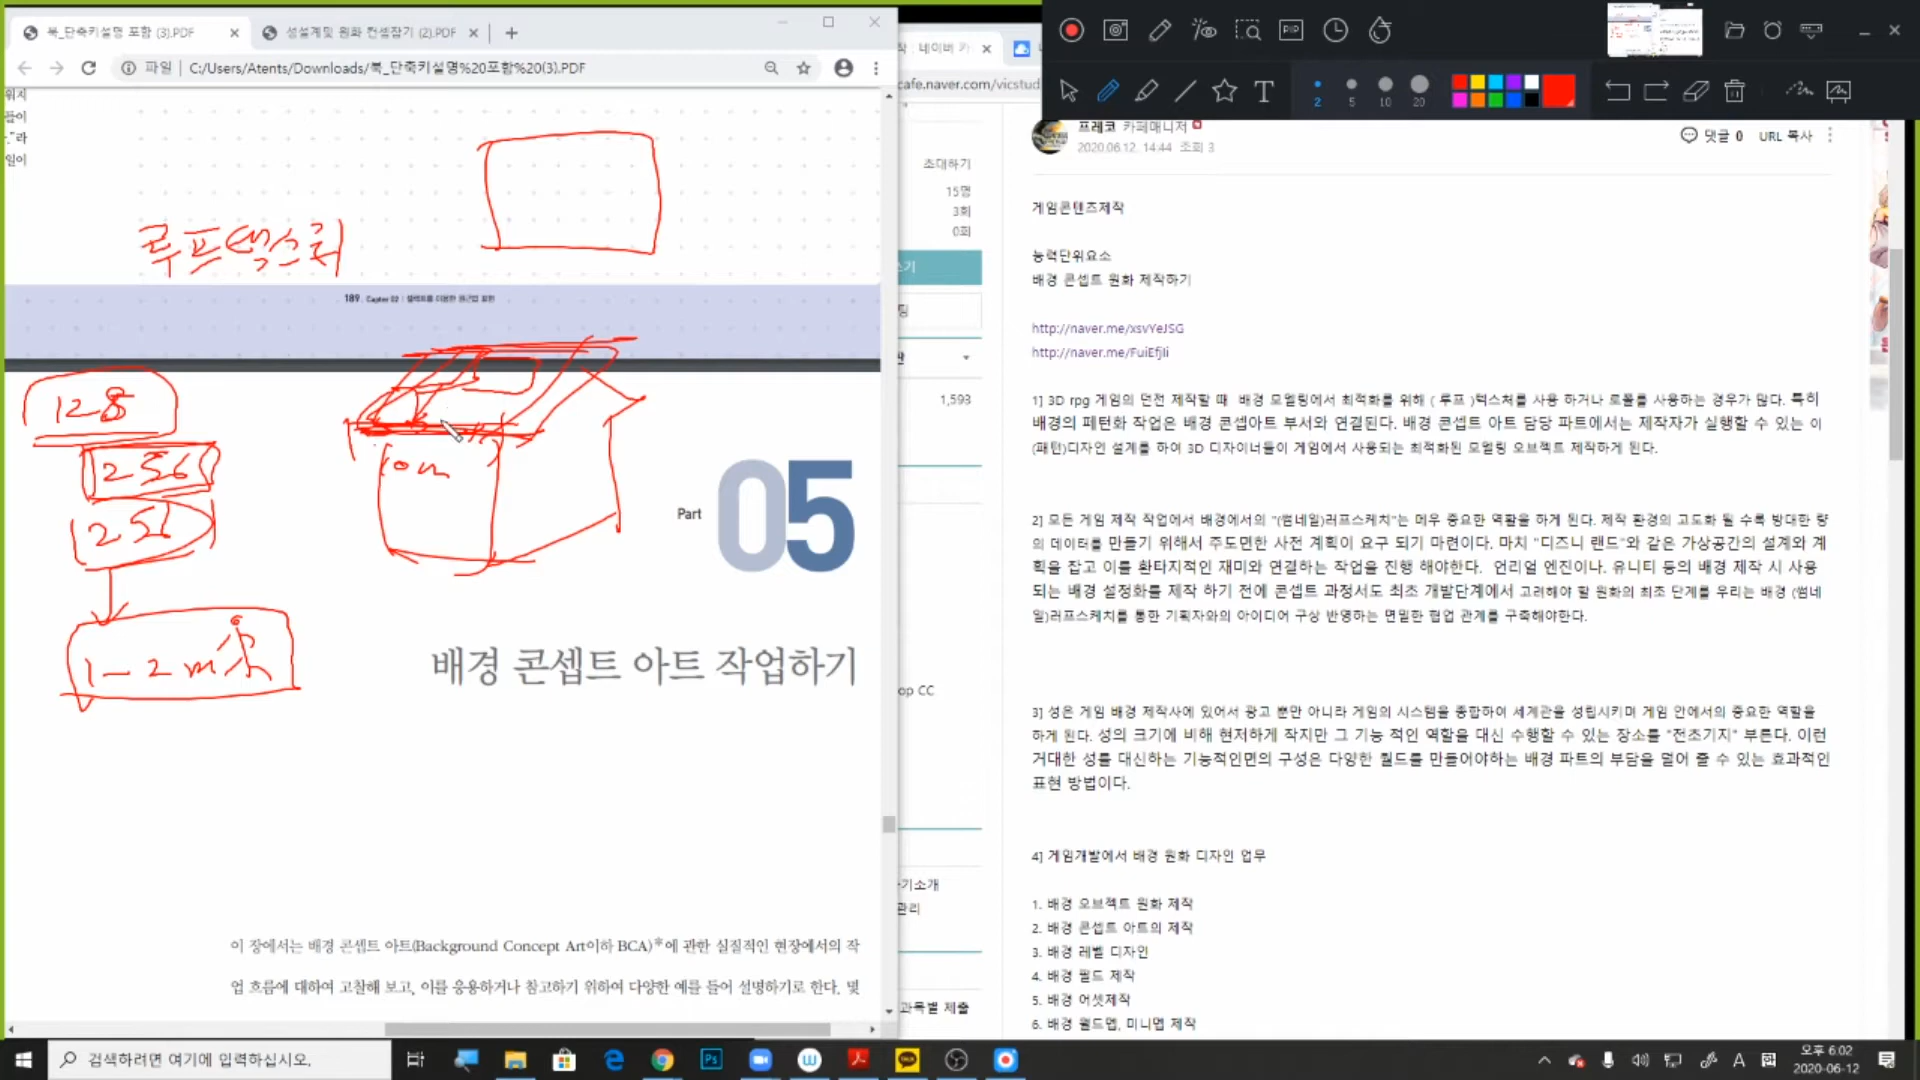 북_단축키설명 포함 (3).PDF
성설계및 원화 컨셉잡기 (2).PDF
파일
C:/Users/Atents/Downloads/북_단축키설명%20포함%20(3).PDF
위지
들이
."라
일이
루프텍스쳐
189. Capter 02 :
128
256
256
1-2m
10m
Part
05
배경 콘셉트 아트 작업하기
이 장에서는 배경 콘셉트 아트(Background Concept Art이하 BCA)*에 관한 실질적인 현장에서의 작
업 흐름에 대하여 고찰해 보고, 이를 응용하거나 참고하기 위하여 다양한 예를 들어 설명하기로 한다. 몇
작 : 네이버 카
cafe.naver.com/vicstud
초대하기
15명
3회
0회
쓰기
팅
판
1,593
op CC
가소개
관리
과목별 제출
PIP
T
2
5
10
20
프레코 카페매니저
2020.06.12. 14:44 조회 3
댓글 0
URL 복사
게임콘텐츠제작
능력단위요소
배경 콘셉트 원화 제작하기
http://naver.me/xsvYeJSG
http://naver.me/FuiEfjIi
1] 3D rpg 게임의 던전 제작할 때 배경 모델링에서 최적화를 위해 ( 루프 )텍스처를 사용 하거나 로폴를 사용하는 경우가 많다. 특히
배경의 패턴화 작업은 배경 콘셉아트 부서와 연결된다. 배경 콘셉트 아트 담당 파트에서는 제작자가 실행할 수 있는 이
(패턴)디자인 설계를 하여 3D 디자이너들이 게임에서 사용되는 최적화된 모델링 오브젝트 제작하게 된다.
2] 모든 게임 제작 작업에서 배경에서의 "(썸네일)러프스케치"는 메우 중요한 역활을 하게 된다. 제작 환경의 고도화 될 수록 방대한 량
의 데이터를 만들기 위해서 주도면한 사전 계획이 요구 되기 마련이다. 마치 "디즈니 랜드"와 같은 가상공간의 설계와 계
획을 잡고 이를 환타지적인 재미와 연결하는 작업을 진행 해야한다. 언리얼 엔진이나, 유니티 등의 배경 제작 시 사용
되는 배경 설정화를 제작 하기 전에 콘셉트 과정서도 최초 개발단계에서 고려해야 할 원화의 최초 단계를 우리는 배경 (썸네
일)러프스케치를 통한 기획자와의 아이디어 구상 반영하는 면밀한 협업 관계를 구축해야한다.
3] 성은 게임 배경 제작사에 있어서 광고 뿐만 아니라 게임의 시스템을 종합하여 세계관을 성립시키며 게임 안에서의 중요한 역할을
하게 된다. 성의 크기에 비해 현저하게 작지만 그 기능 적인 역할을 대신 수행할 수 있는 장소를 "전초기지" 부른다. 이런
거대한 성를 대신하는 기능적인면의 구성은 다양한 월드를 만들어야하는 배경 파트의 부담을 덜어 줄 수 있는 효과적인
표현 방법이다.
4] 게임개발에서 배경 원화 디자인 업무
1. 배경 오브젝트 원화 제작
2. 배경 콘셉트 아트의 제작
3. 배경 레벨 디자인
4. 배경 필드 제작
5. 배경 어셋제작
6. 배경 월드멥, 미니맵 제작
검색하려면 여기에 입력하십시오.
오후 6:02
2020-06-12